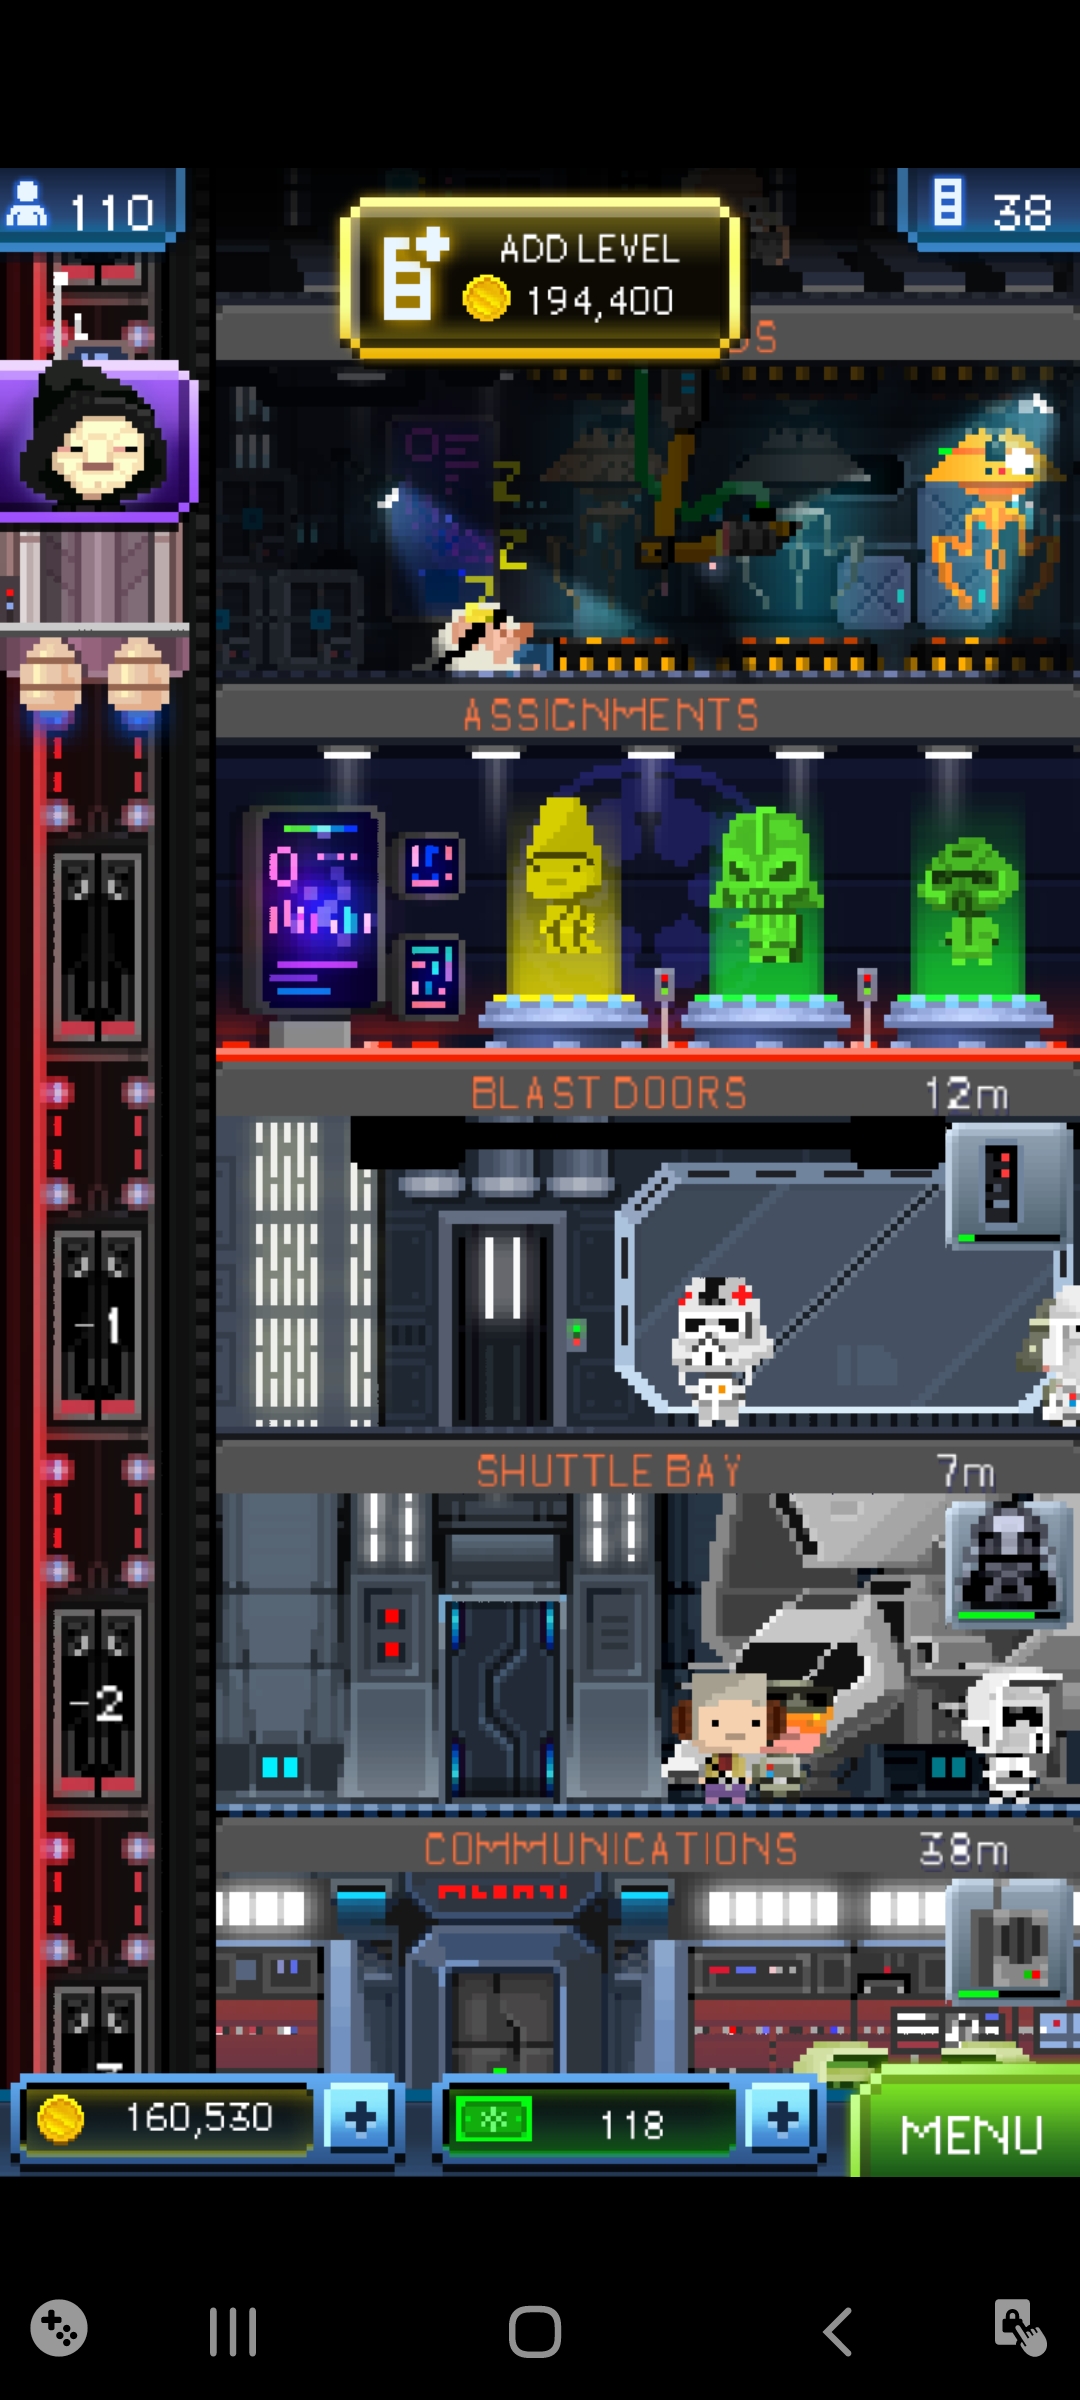 110
ADD LEVEL
194,400
38
ASSIGNMENTS
BLAST DOORS 12m
-1
SHUTTLE BAY 7m
-2
COMMUNICATIONS 38m
160,530
118
MENU